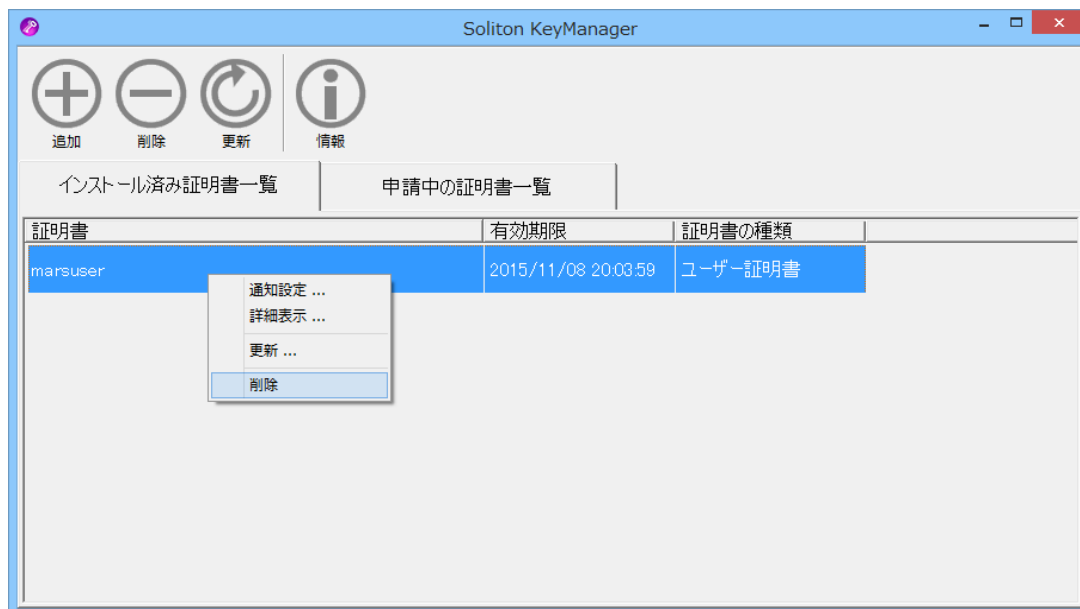 Soliton KeyManager
追加 削除 更新 情報
インストール済み証明書一覧 申請中の証明書一覧
証明書 有効期限 証明書の種類
marsuser 2015/11/08 20:03:59 ユーザー証明書
通知設定 ...
詳細表示 ...
更新 ...
削除